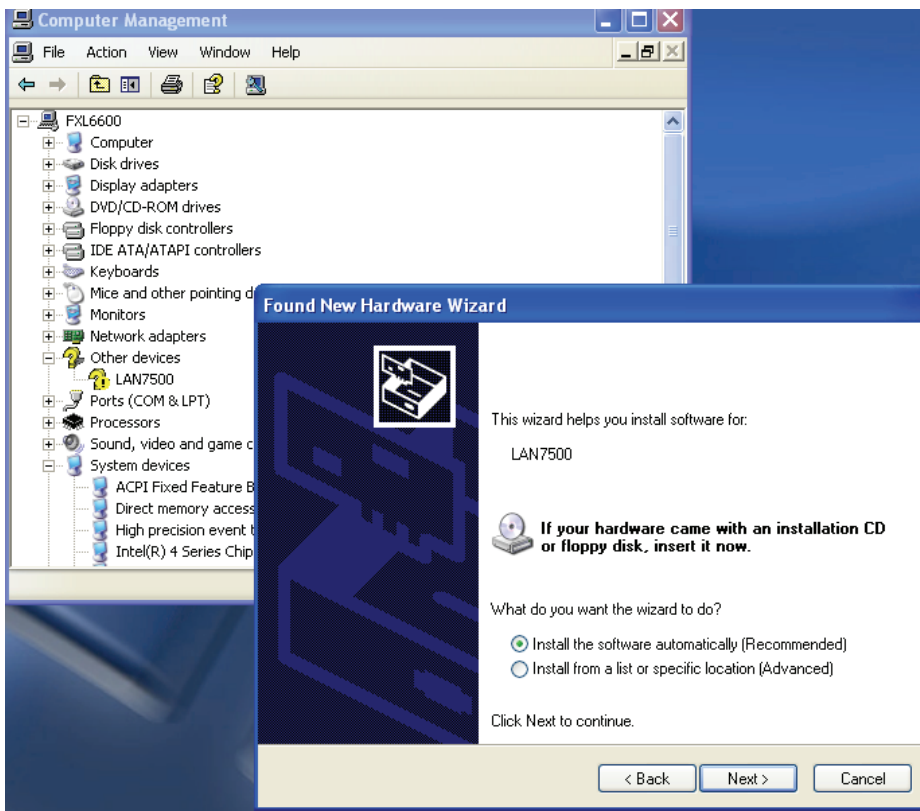 Computer Management
File Action View Window Help
FXL6600
Computer
Disk drives
Display adapters
DVD/CD-ROM drives
Floppy disk controllers
IDE ATA/ATAPI controllers
Keyboards
Mice and other pointing d
Monitors
Network adapters
Other devices
LAN7500
Ports (COM & LPT)
Processors
Sound, video and game c
System devices
ACPI Fixed Feature B
Direct memory access
High precision event t
Intel(R) 4 Series Chip
Found New Hardware Wizard
This wizard helps you install software for:
LAN7500
If your hardware came with an installation CD
or floppy disk, insert it now.
What do you want the wizard to do?
Install the software automatically (Recommended)
Install from a list or specific location (Advanced)
Click Next to continue.
< Back Next > Cancel